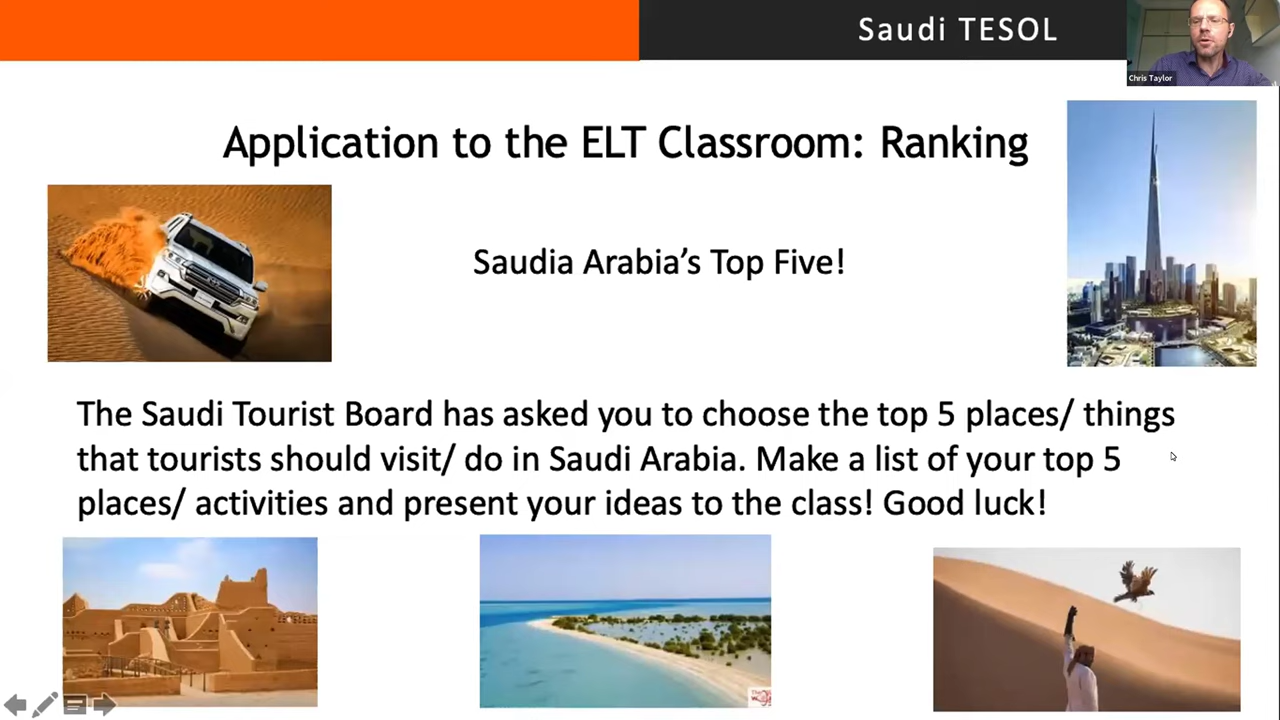 Saudi TESOL
Chris Taylor
Application to the ELT Classroom: Ranking
Saudia Arabia's Top Five!
The Saudi Tourist Board has asked you to choose the top 5 places/ things
that tourists should visit/ do in Saudi Arabia. Make a list of your top 5
places/ activities and present your ideas to the class! Good luck!